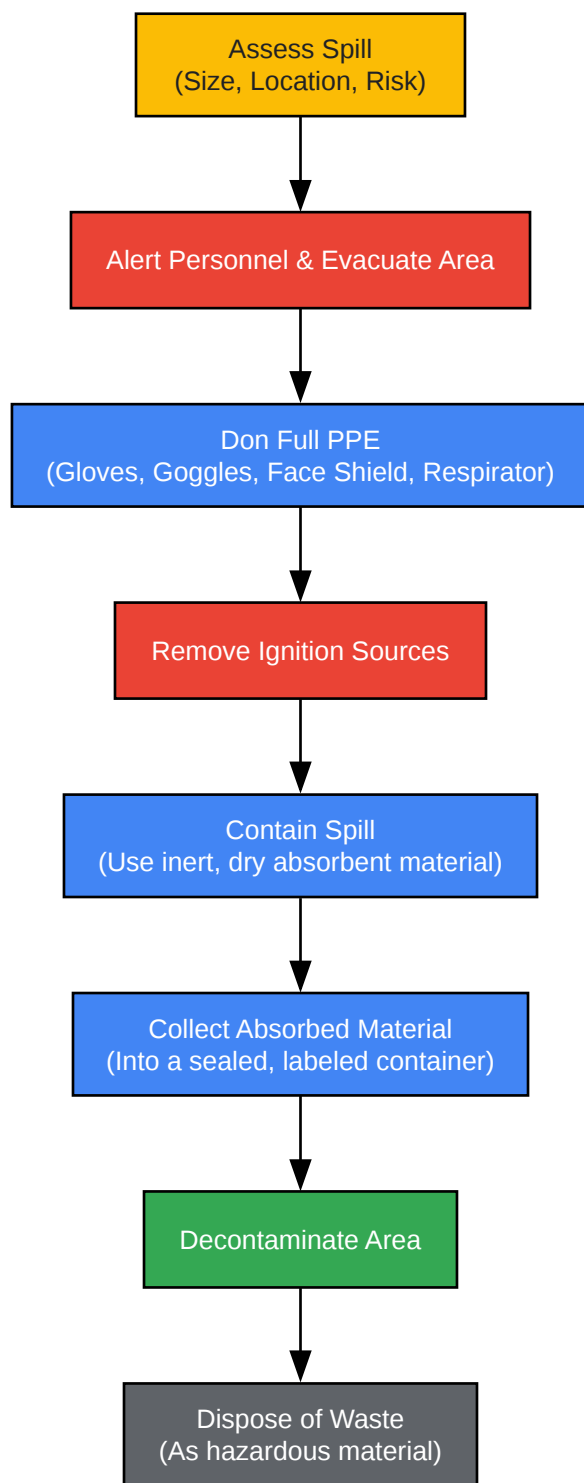 Assess Spill
(Size, Location, Risk)
Alert Personnel & Evacuate Area
Don Full PPE
(Gloves, Goggles, Face Shield, Respirator)
Remove Ignition Sources
Contain Spill
(Use inert, dry absorbent material)
Collect Absorbed Material
(Into a sealed, labeled container)
Decontaminate Area
Dispose of Waste
(As hazardous material)